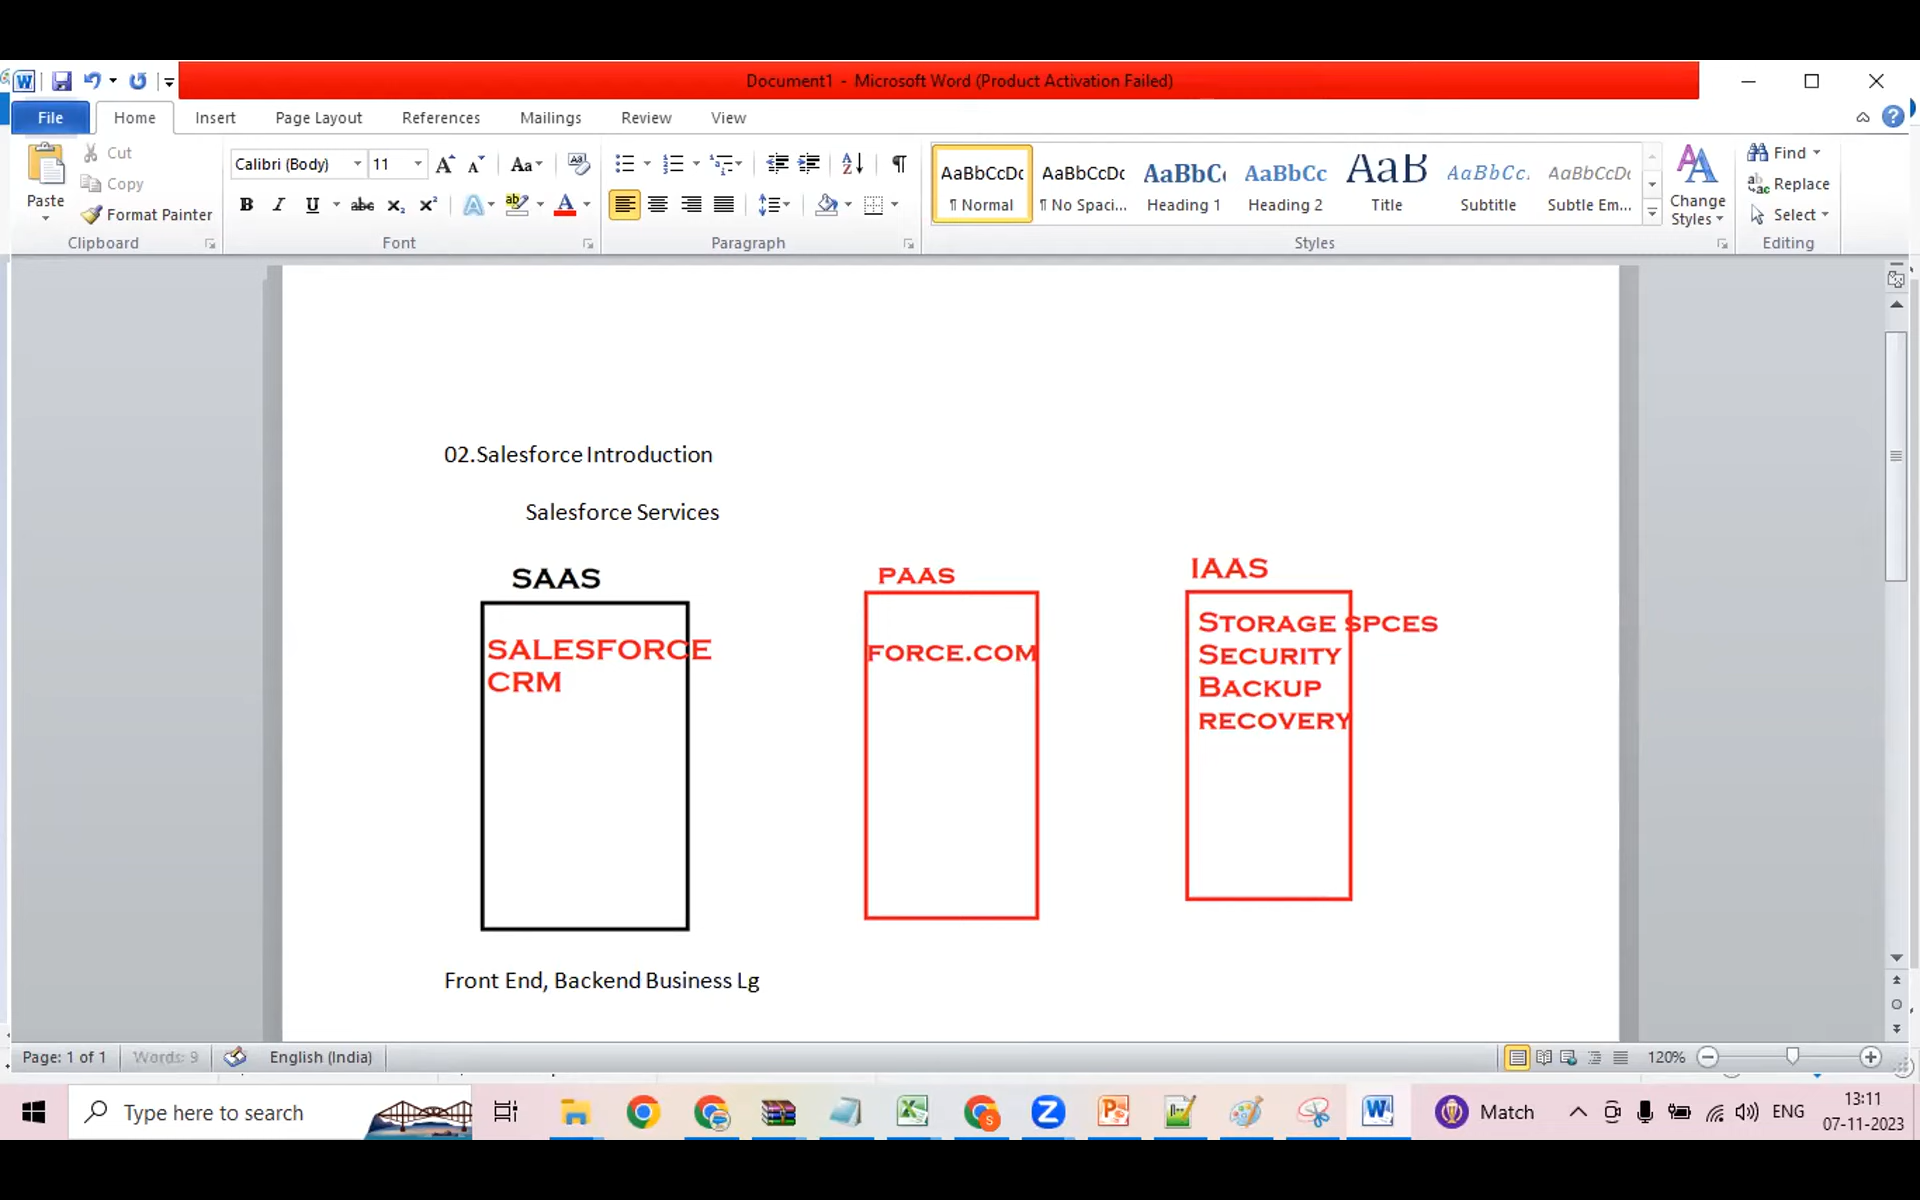 Document1 - Microsoft Word (Product Activation Failed)
File Home Insert Page Layout References Mailings Review View
Paste
Cut
Copy
Format Painter
Clipboard
Calibri (Body) 11
Font
Paragraph
AaBbCcDc AaBbCcDc AaBbC AaBbCc AaB AaBbCc. AaBbCcDc
¶ Normal ¶ No Spaci... Heading 1 Heading 2 Title Subtitle Subtle Em...
Change
Styles
Styles
Find
Replace
Select
Editing
02.Salesforce Introduction
Salesforce Services
SAAS PAAS IAAS
SALESFORCE
CRM
FORCE.COM
STORAGE SPCES
SECURITY
BACKUP
RECOVERY
Front End, Backend Business Lg
Page: 1 of 1 Words: 9 English (India) 120%
Type here to search
Match
ENG
13:11
07-11-2023